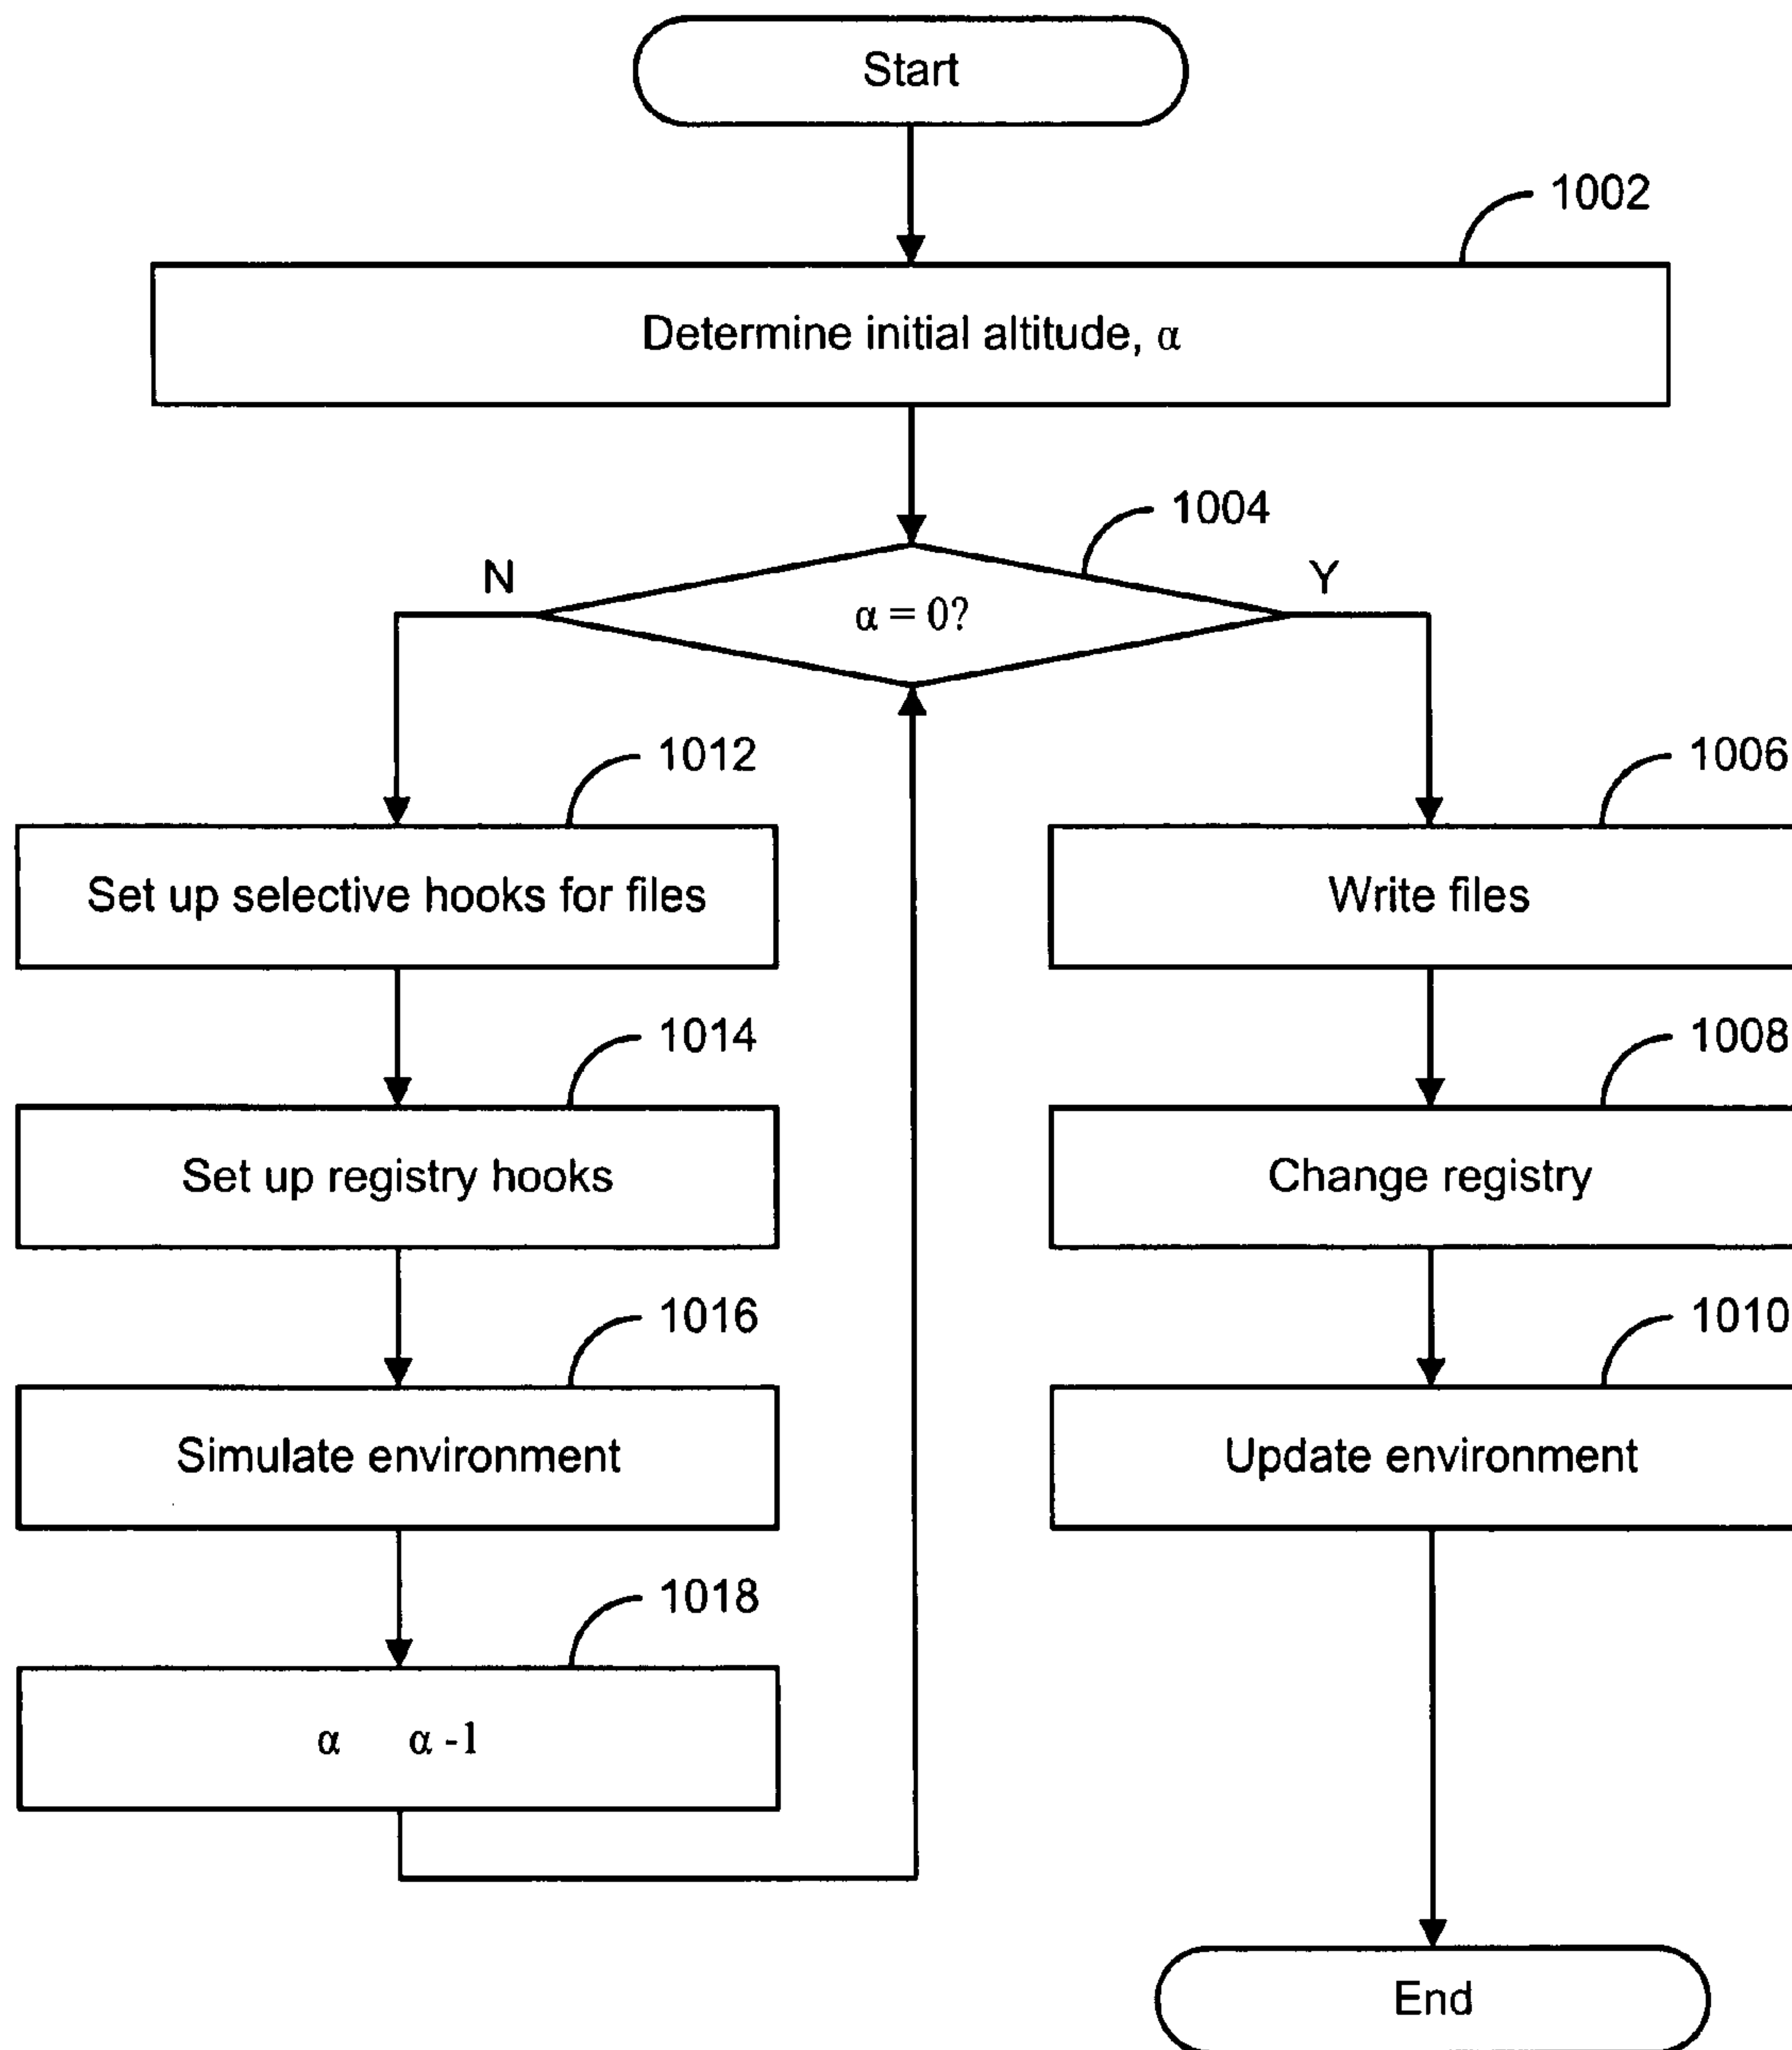 Start
1002
Determine initial altitude, α
1004
N
Y
α = 0?
1012
1006
Set up selective hooks for files
Write files
1014
1008
Set up registry hooks
Change registry
1016
1010
Simulate environment
Update environment
1018
α α -1
End